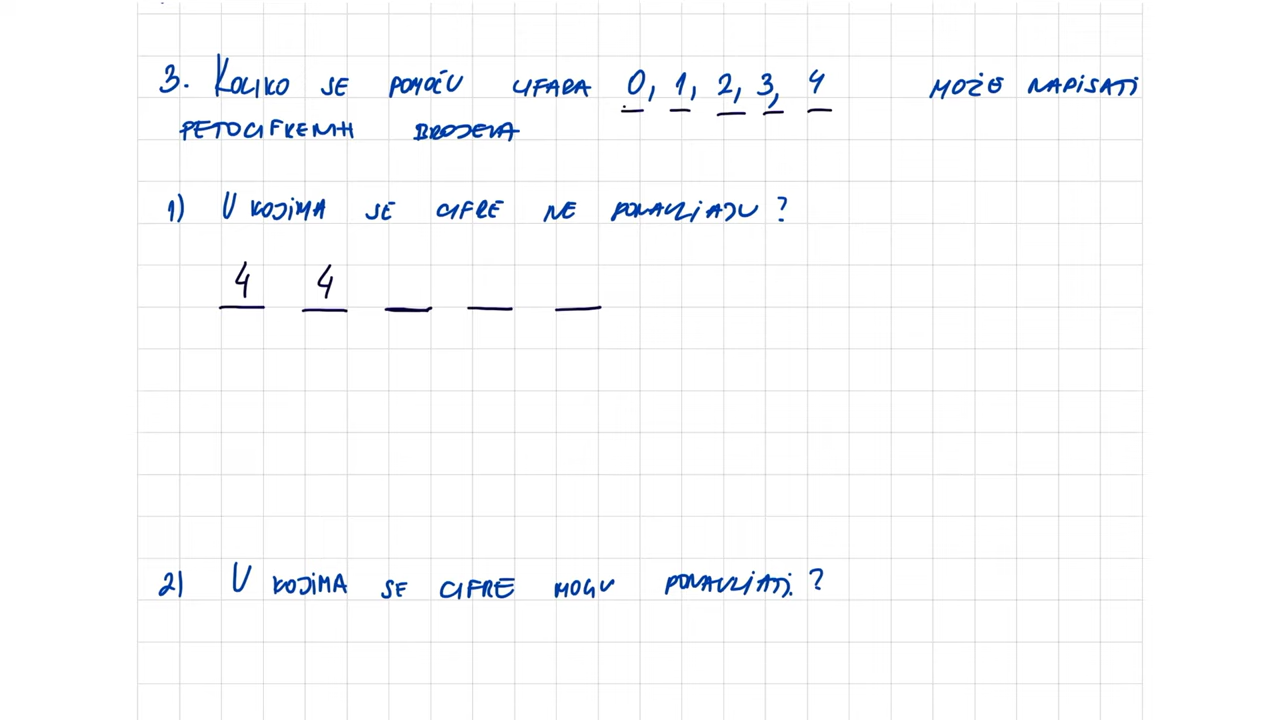 3. KOLIKO SE POMOĆU CIFARA 0, 1, 2, 3, 4 MOŽE NAPISATI
PETOCIFRENIH BROJEVA
1) U KOJIMA SE CIFRE NE PONAVLJAJU?
4 4
2) U KOJIMA SE CIFRE MOGU PONAVLJATI?